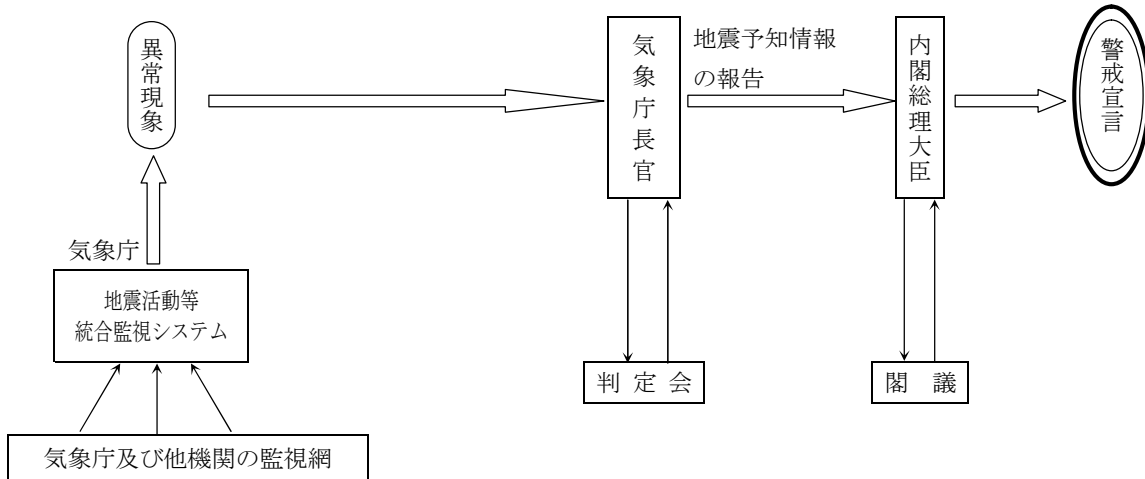 異常現象
気象庁長官
地震予知情報
の報告
内閣総理大臣
警戒宣言
気象庁
地震活動等
統合監視システム
判定会
閣議
気象庁及び他機関の監視網